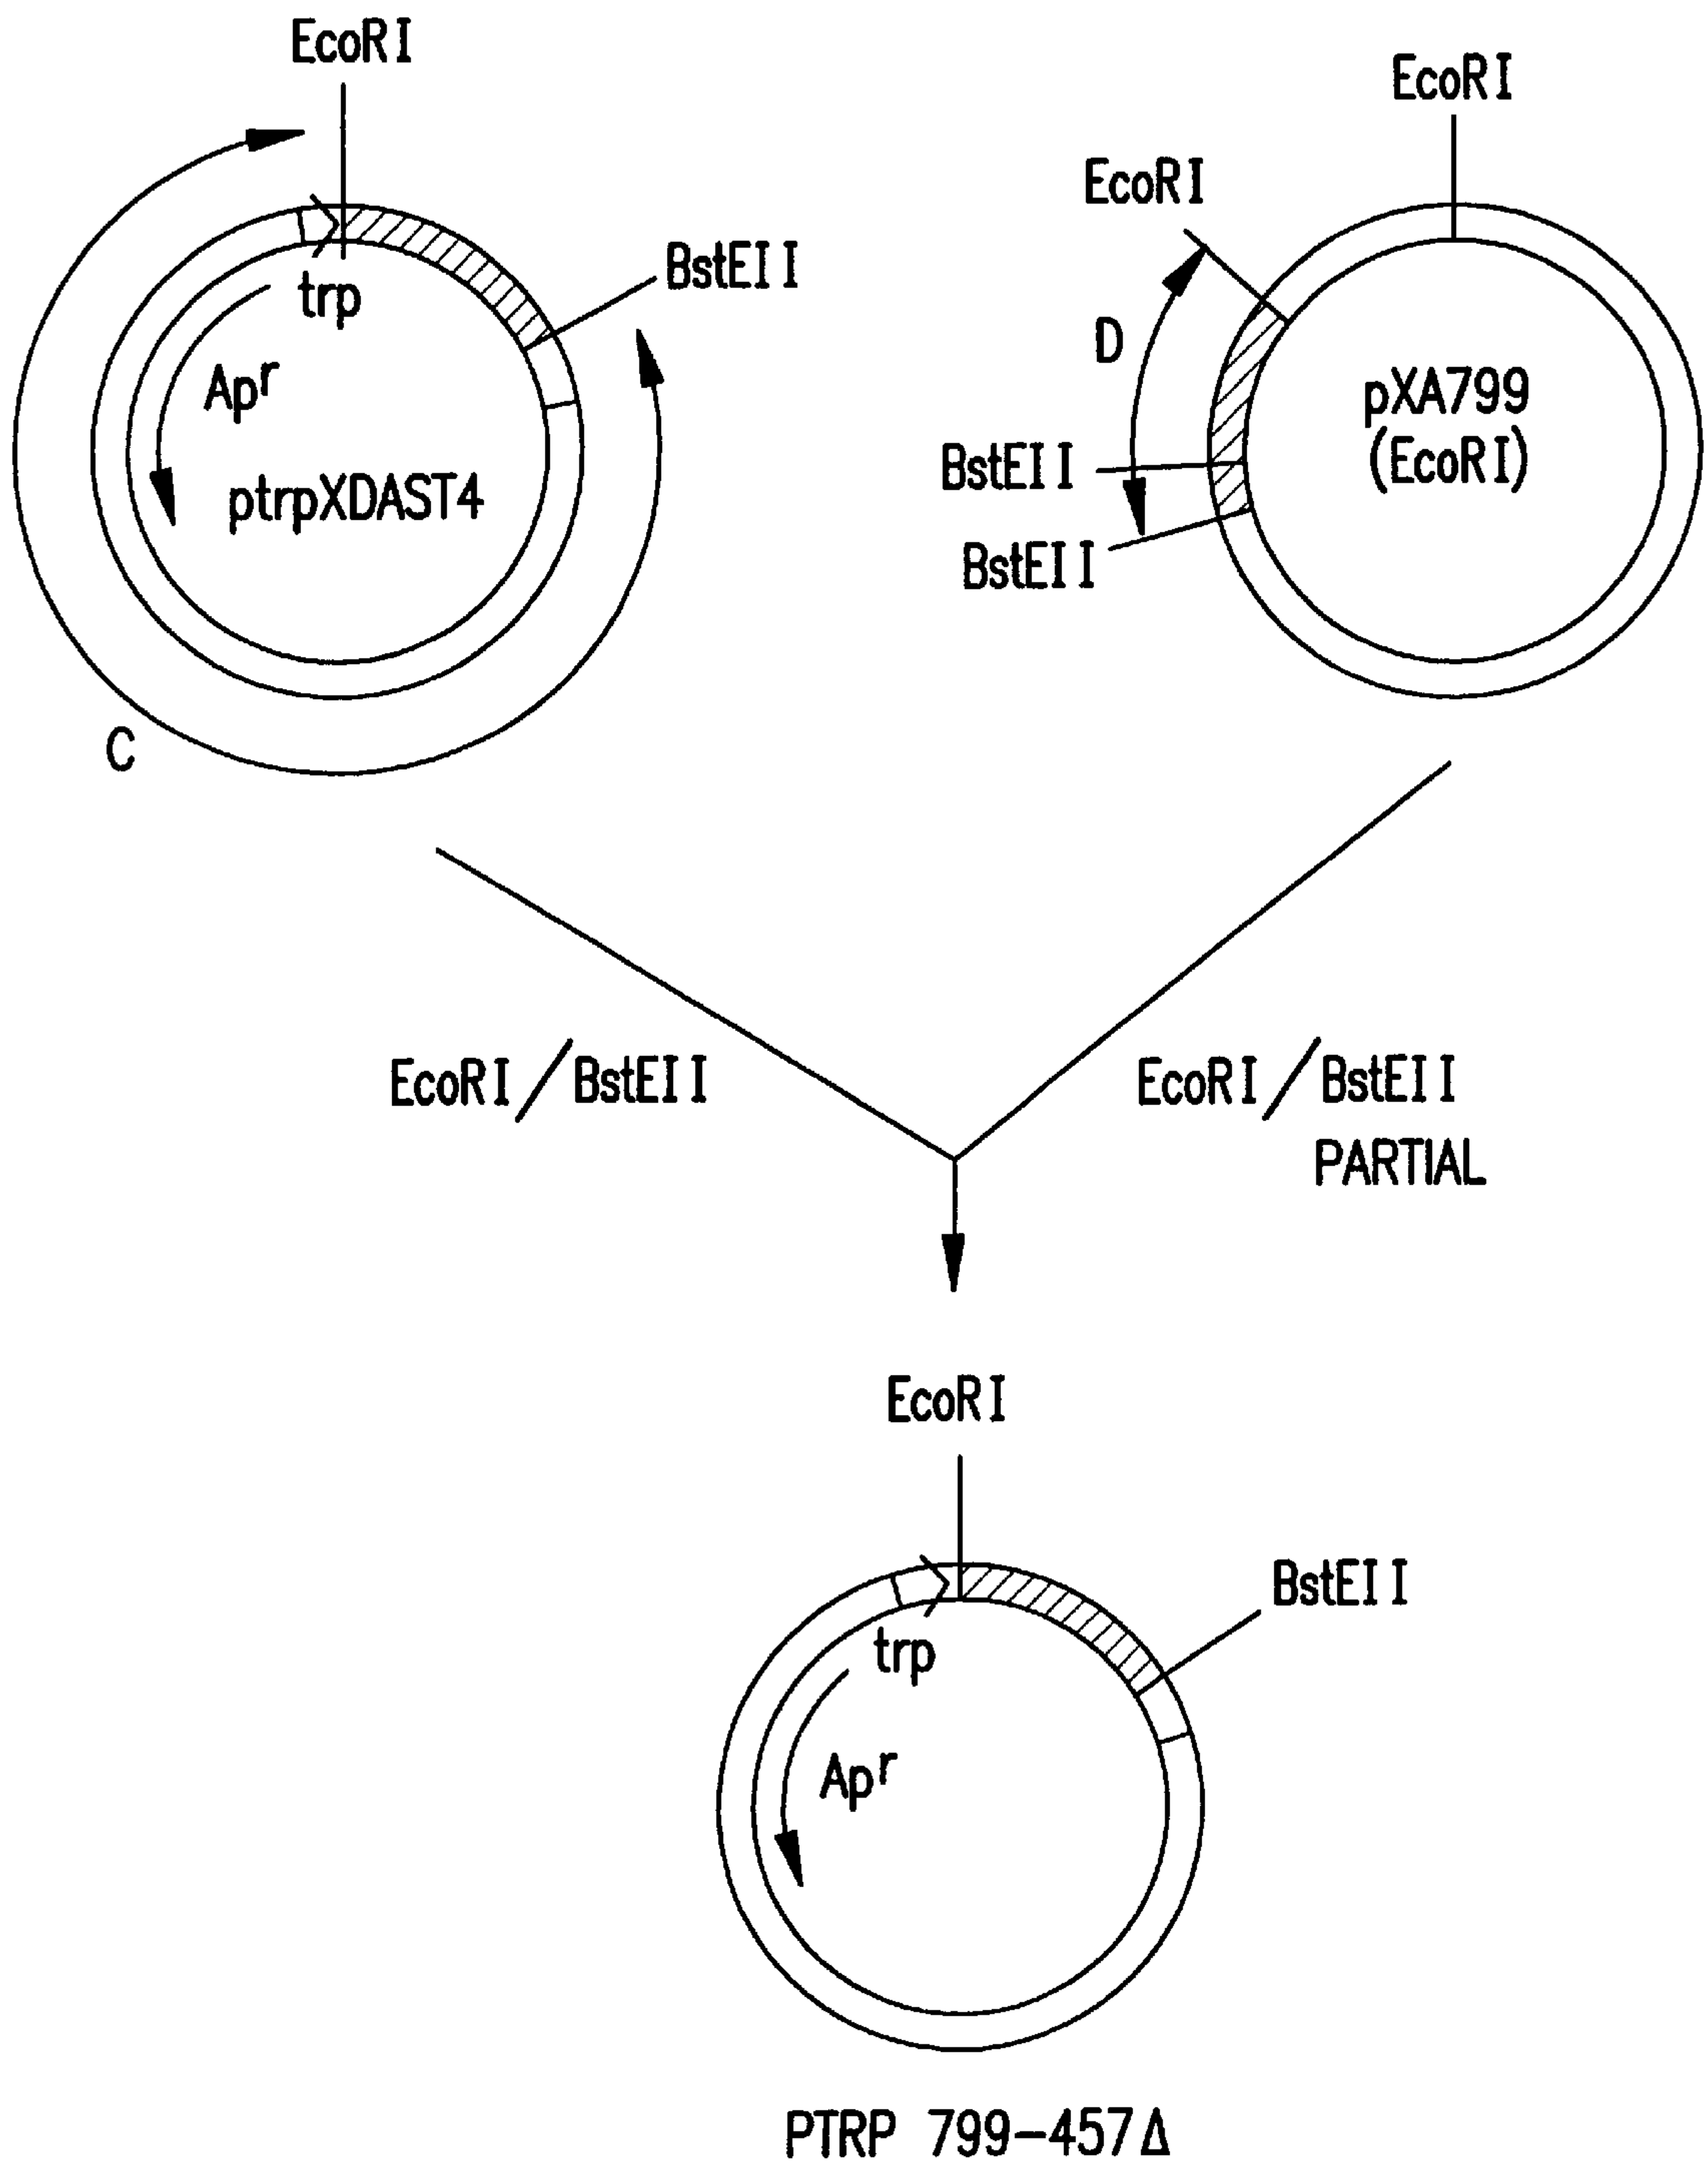 EcoRI
BstEII
trp
Apr
ptrpXDAST4
C
EcoRI
EcoRI
D
pXA799
(EcoRI)
BstEII
BstEII
EcoRI/BstEII
EcoRI/BstEII
PARTIAL
EcoRI
BstEII
trp
Apr
PTRP 799-457Δ